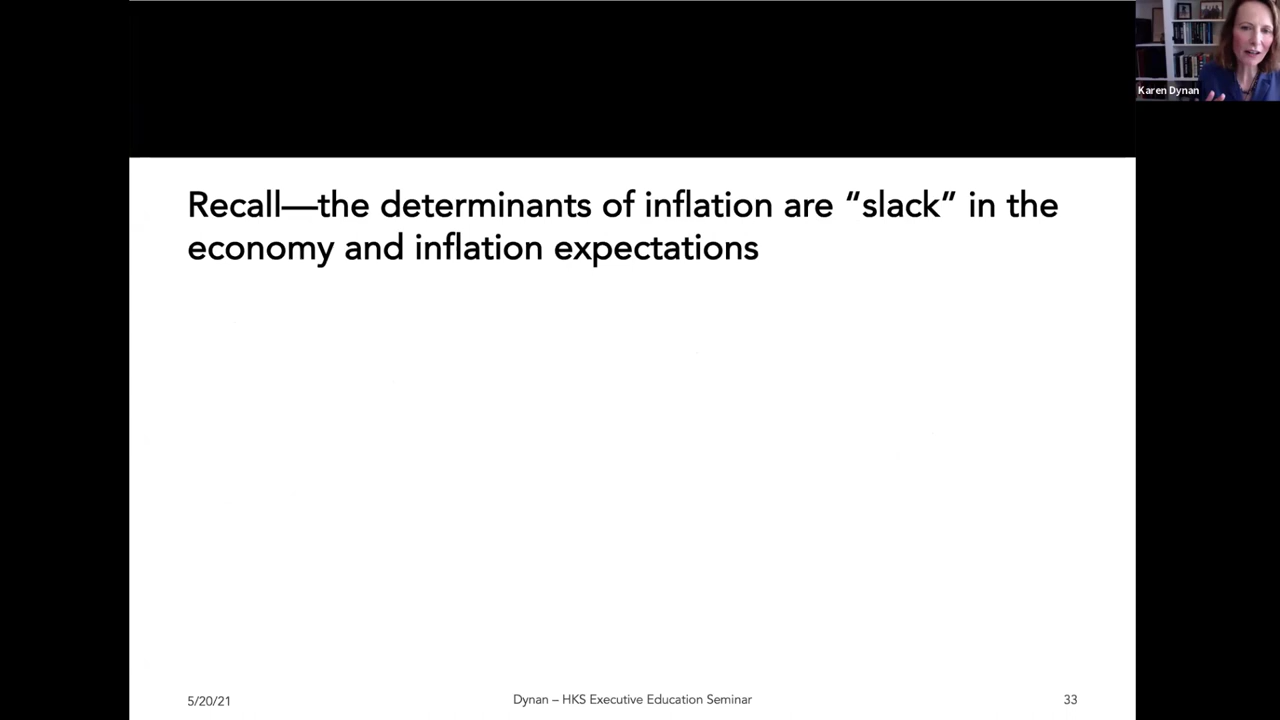 Karen Dynan
Recall—the determinants of inflation are “slack” in the
economy and inflation expectations
5/20/21
Dynan – HKS Executive Education Seminar
33